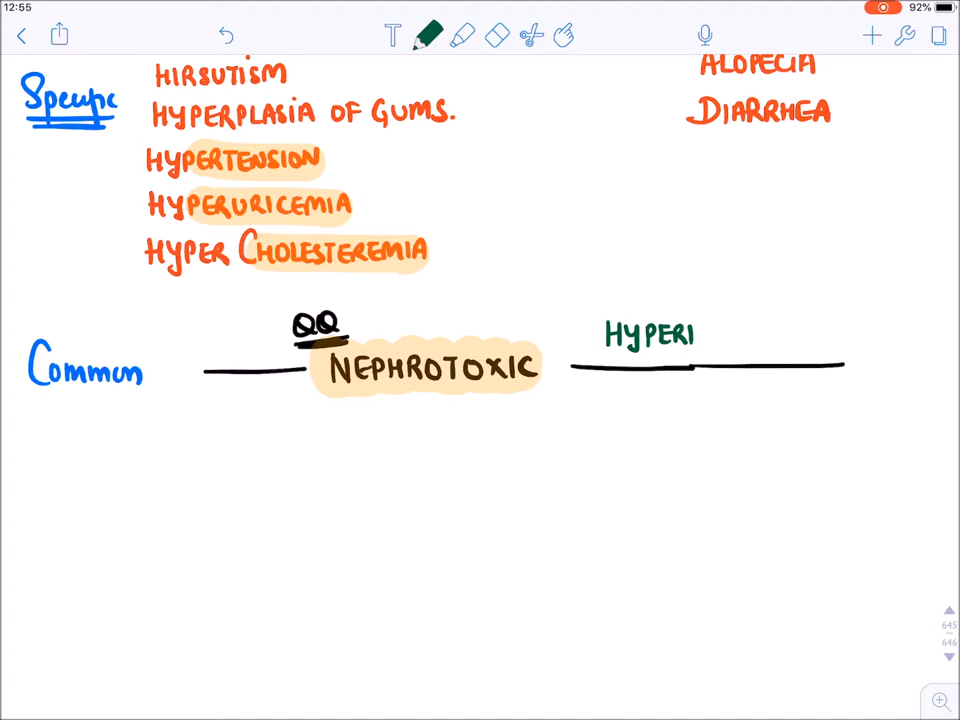 12:55
92%
T
HIRSUTISM
ALOPECIA
Specific
HYPERPLASIA OF GUMS.
DIARRHEA
HYPERTENSION
HYPERURICEMIA
HYPER CHOLESTEREMIA
QQ
HYPERI
Common
NEPHROTOXIC
645
646